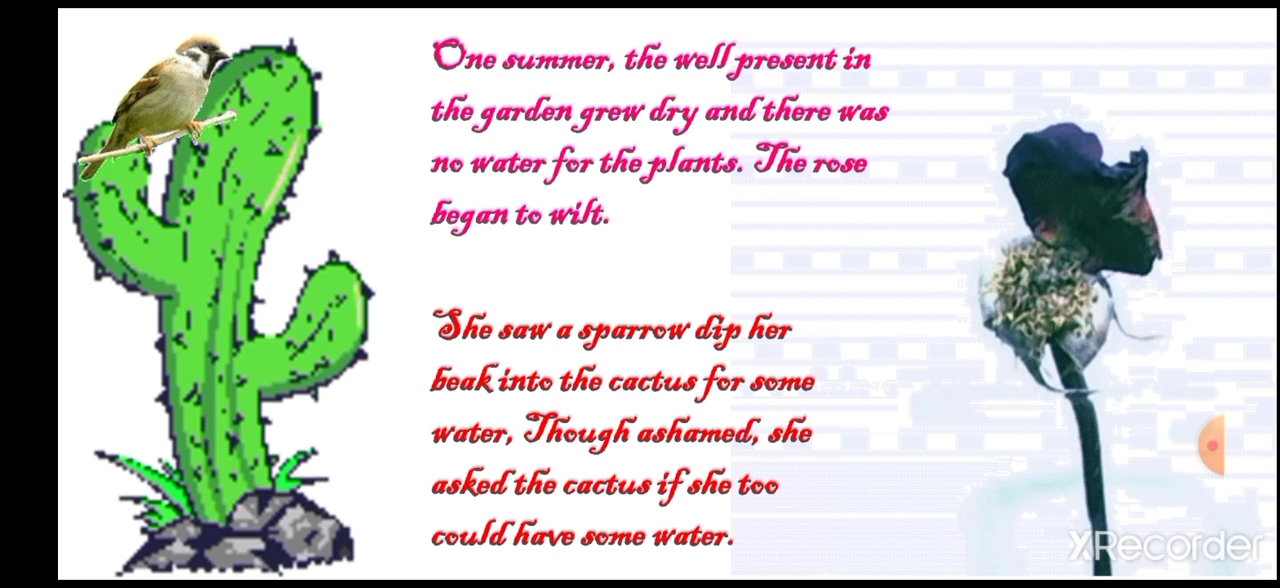 One summer, the well present in
the garden grew dry and there was
no water for the plants. The rose
began to wilt.
She saw a sparrow dip her
beak into the cactus for some
water, Though ashamed, she
asked the cactus if she too
could have some water.
XRecorder